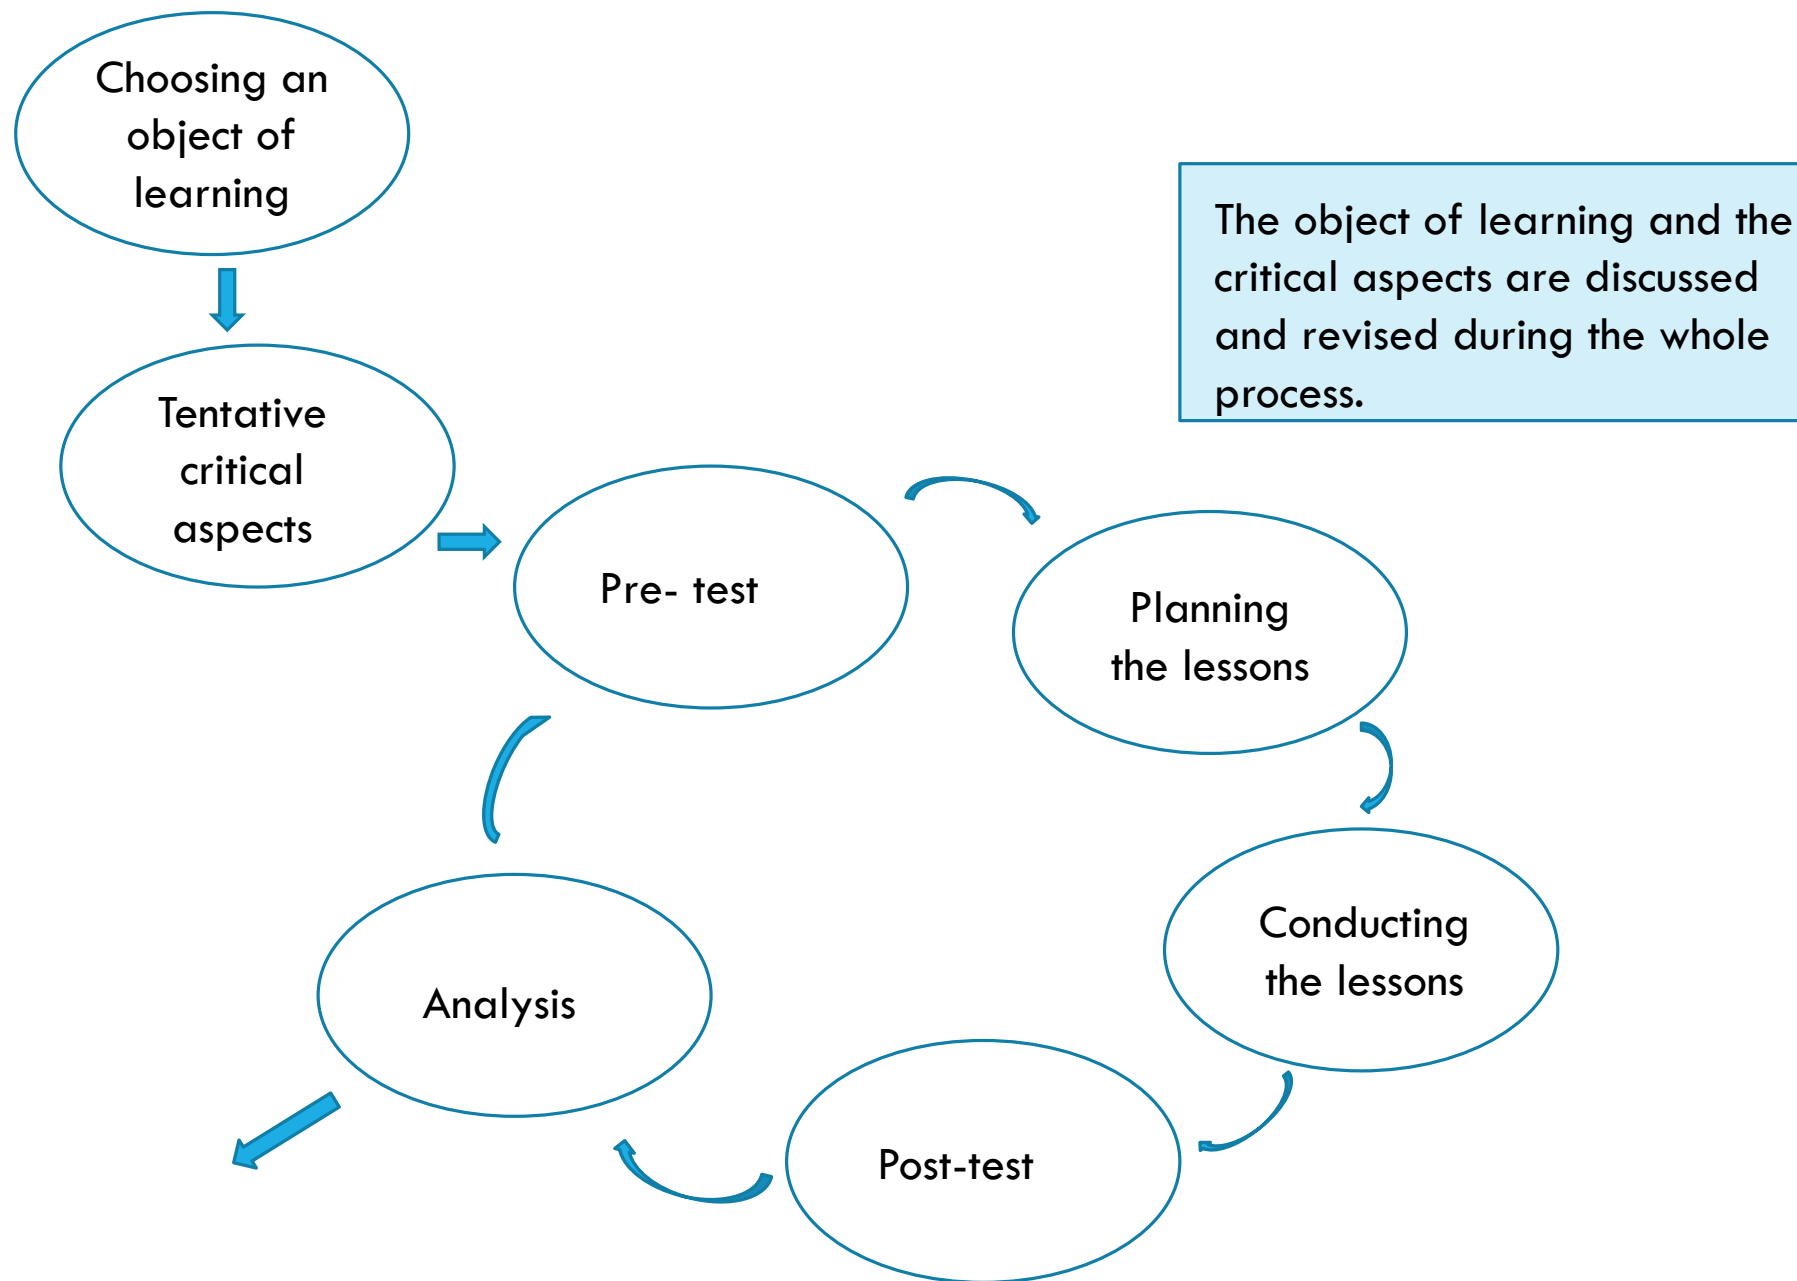 Choosing an
object of
learning
The object of learning and the
critical aspects are discussed
and revised during the whole
process.
Tentative
critical
aspects
Pre- test
Planning
the lessons
Conducting
the lessons
Analysis
Post-test